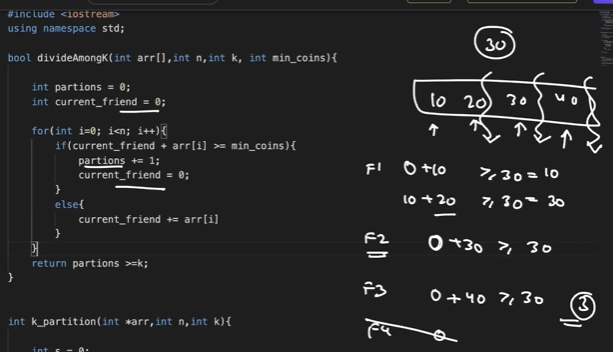 #include <iostream>
using namespace std;
bool divideAmongK(int arr[],int n,int k, int min_coins){
int partions = 0;
int current_friend = 0;
for(int i=0; i<n; i++){
if(current_friend + arr[i] >= min_coins){
partions += 1;
current_friend = 0;
}
else{
current_friend += arr[i]
}
}
return partions >=k;
}
int k_partition(int *arr,int n,int k){
int s = 0;
30
10 20 30 40
F1 0+10 ≥ 30 = 10
10+20 ≥ 30 = 30
F2 0+30 ≥ 30
F3 0+40 ≥ 30 3
F4 0